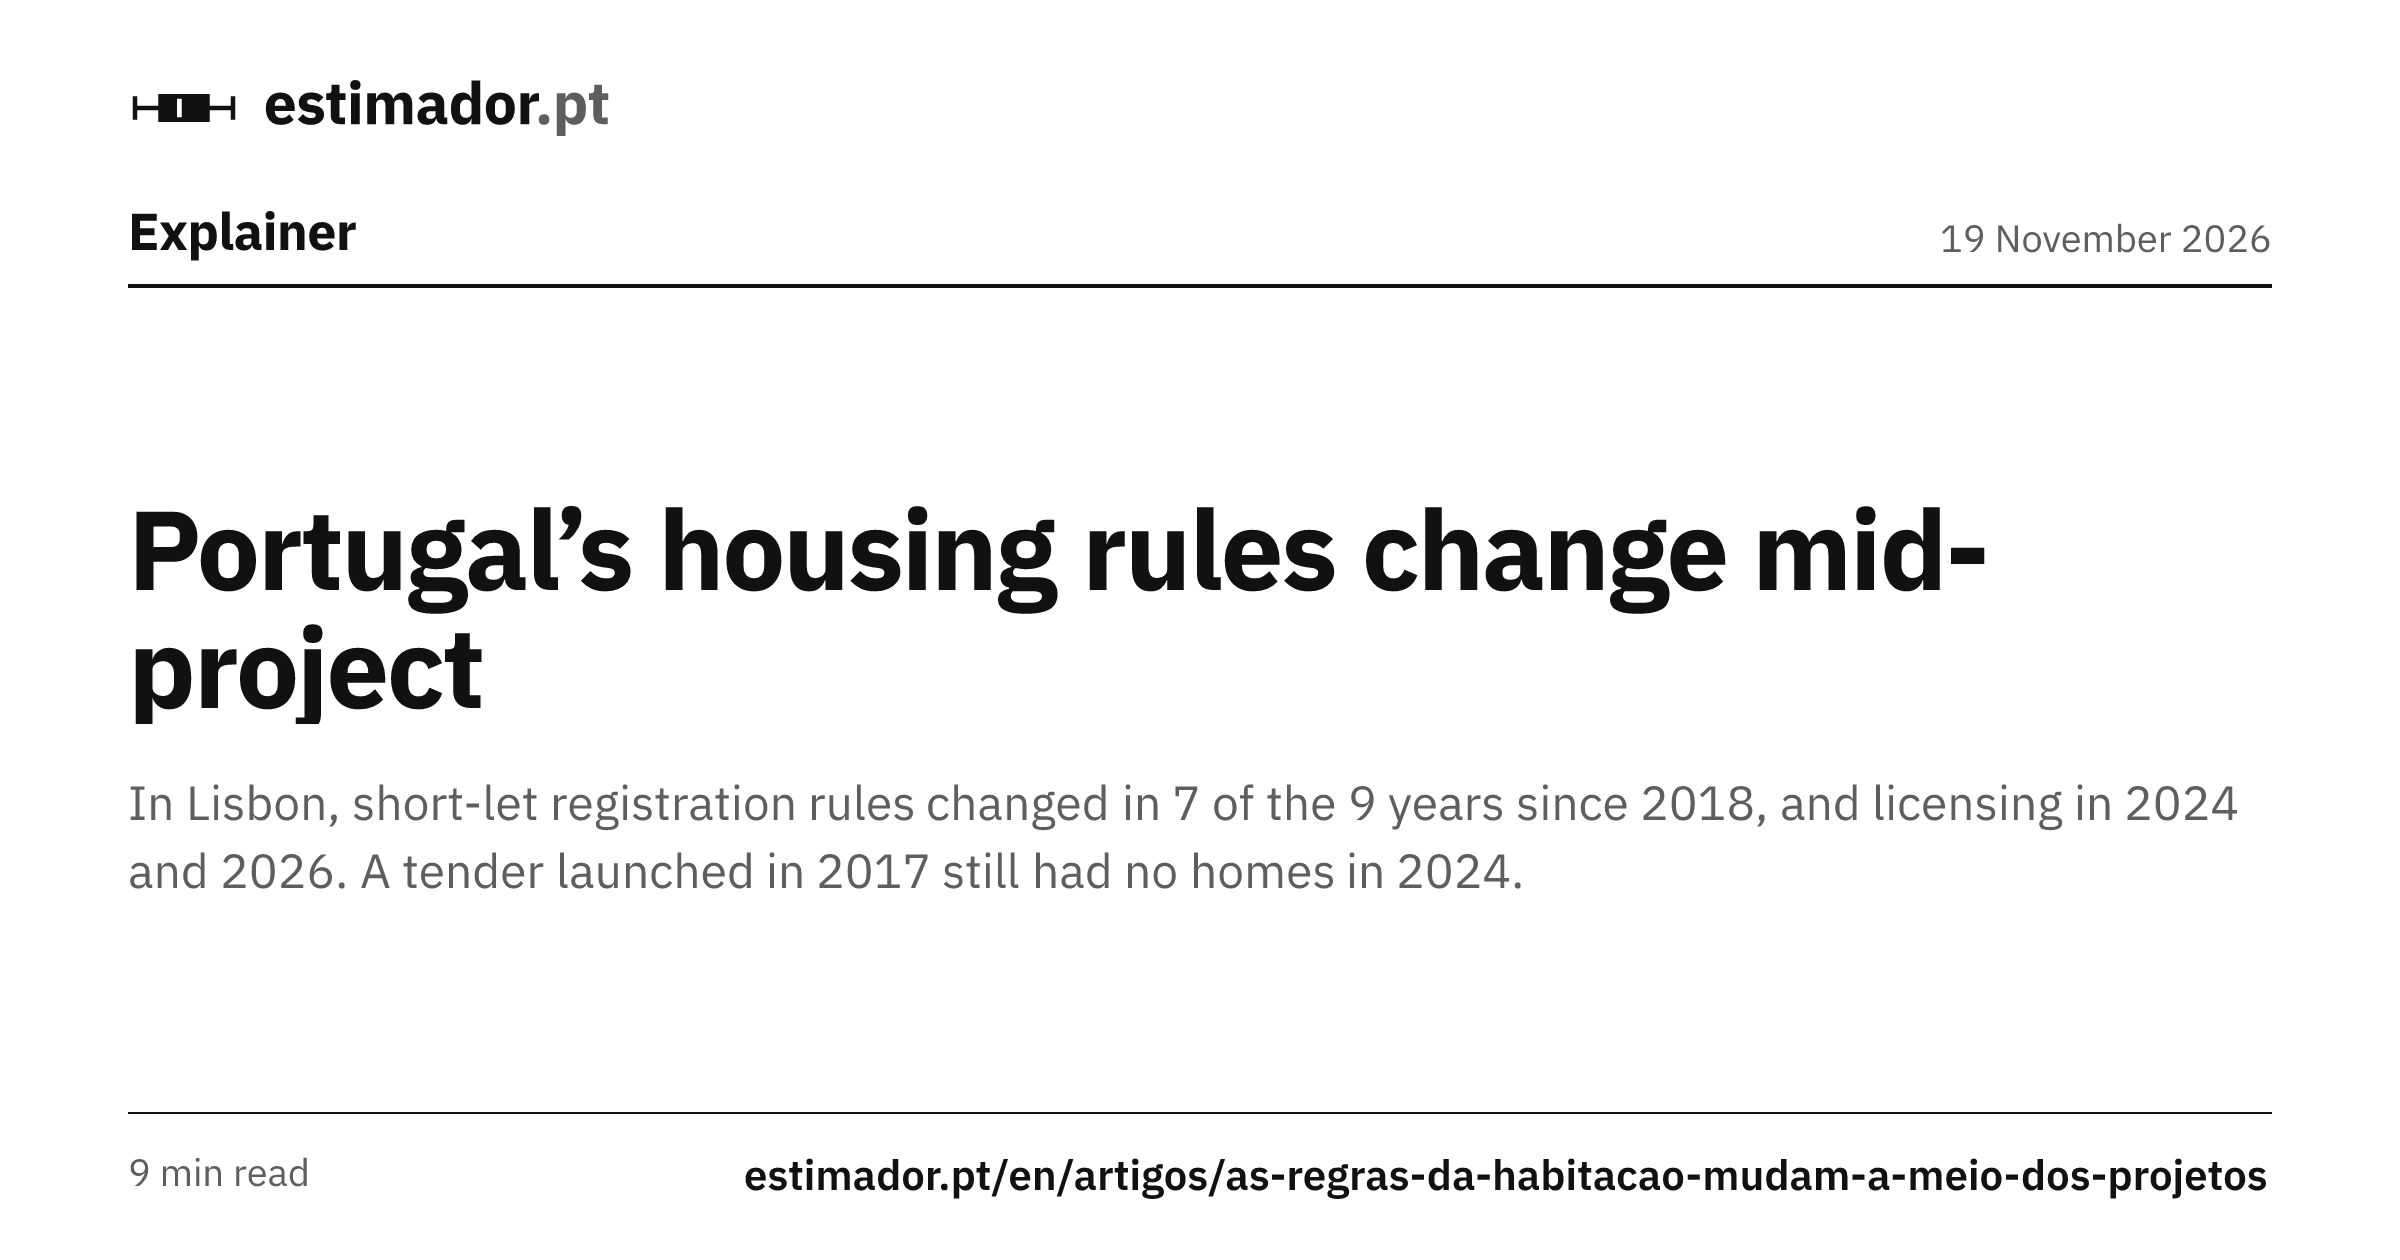 estimador.pt
Explainer
19 November 2026
Portugal’s housing rules change mid-
project
In Lisbon, short-let registration rules changed in 7 of the 9 years since 2018, and licensing in 2024
and 2026. A tender launched in 2017 still had no homes in 2024.
9 min read
estimador.pt/en/artigos/as-regras-da-habitacao-mudam-a-meio-dos-projetos